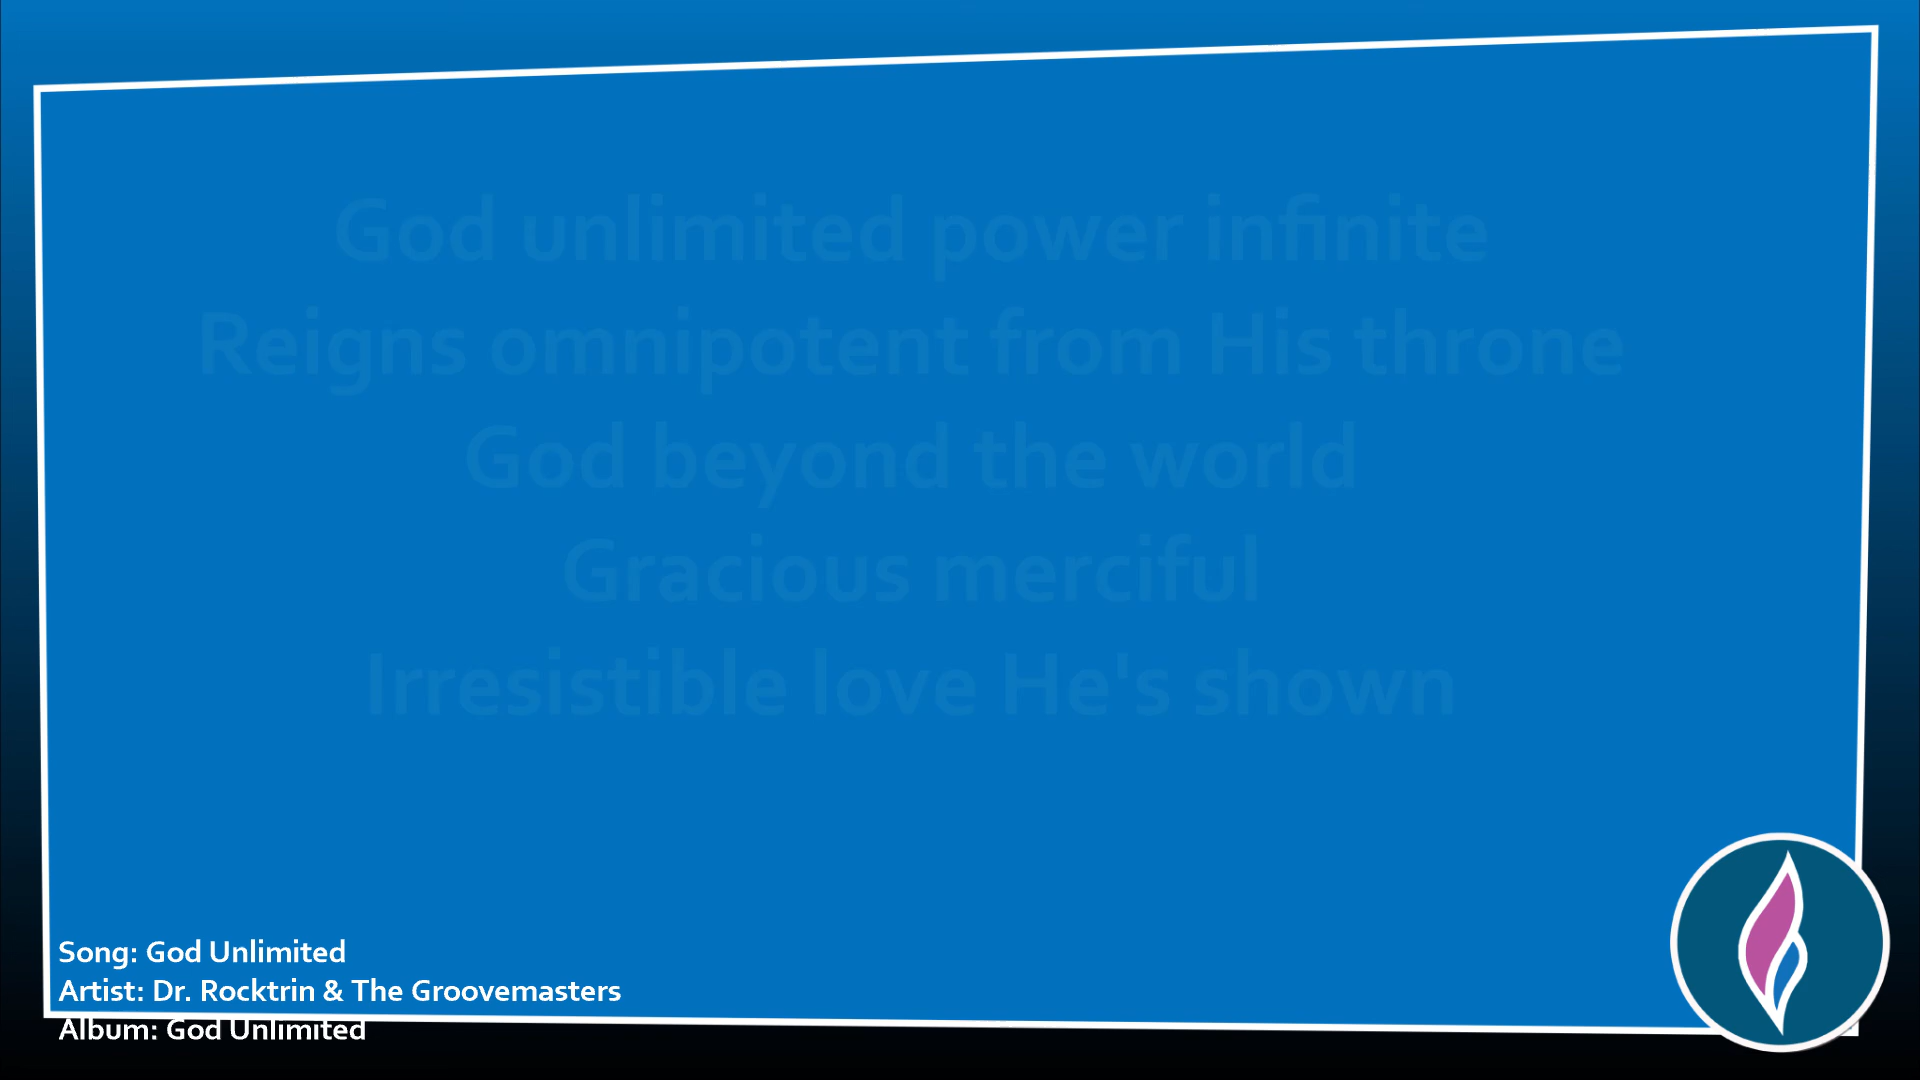 God unlimited power infinite
Reigns omnipotent from His throne
God beyond the world
Gracious merciful
Irresistible love He's shown
Song: God Unlimited
Artist: Dr. Rocktrin & The Groovemasters
Album: God Unlimited